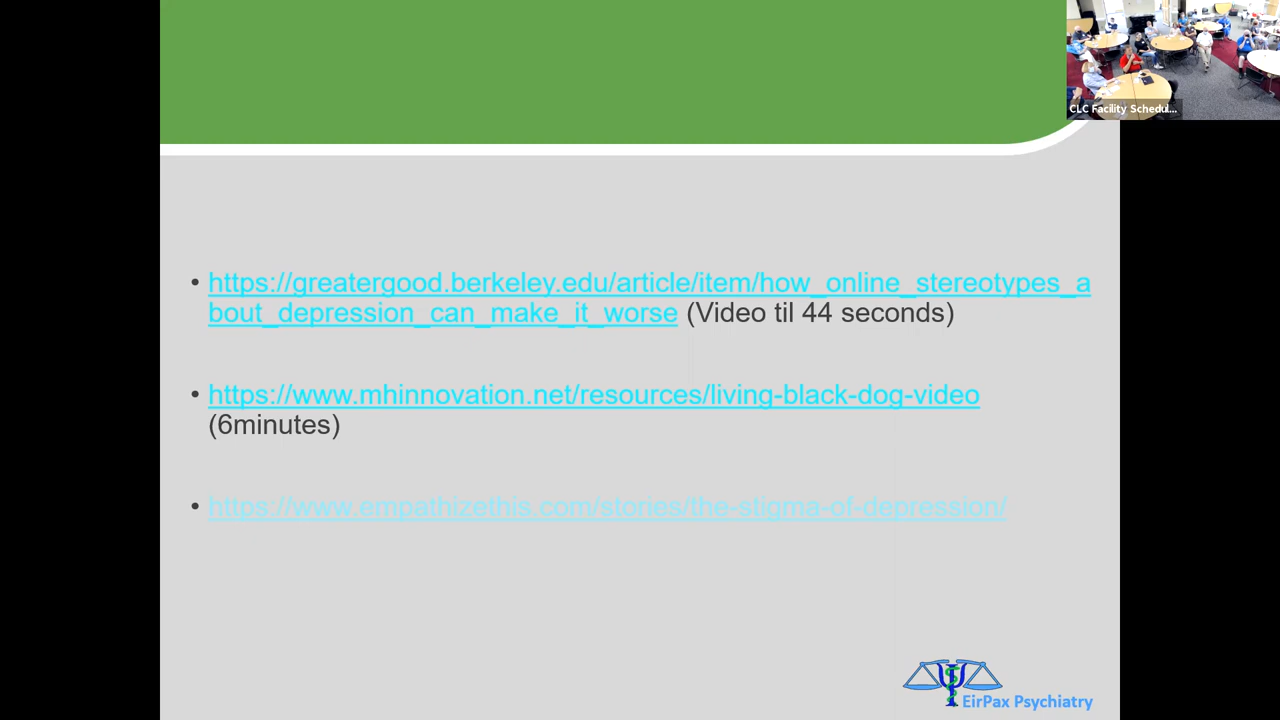 CLC Facility Schedul...
• https://greatergood.berkeley.edu/article/item/how_online_stereotypes_a
bout_depression_can_make_it_worse (Video til 44 seconds)
• https://www.mhinnovation.net/resources/living-black-dog-video
(6minutes)
• https://www.empathizethis.com/stories/the-stigma-of-depression/
EirPax Psychiatry